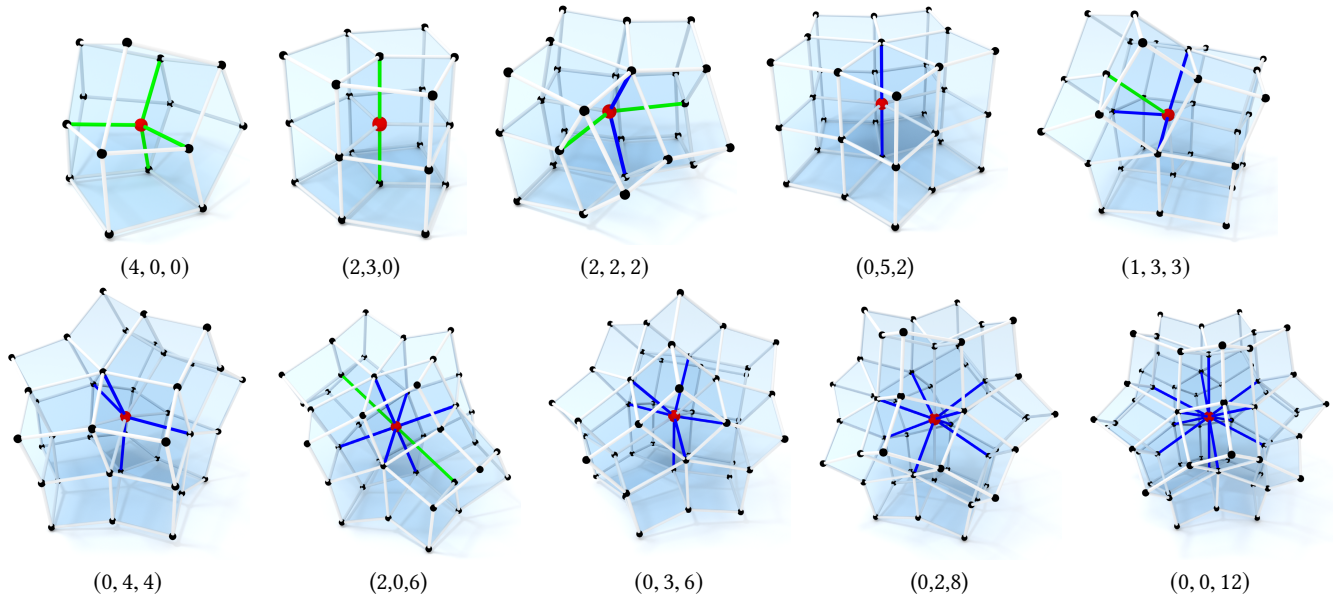 (4, 0, 0) (2,3,0) (2, 2, 2) (0,5,2) (1, 3, 3)
(0, 4, 4) (2,0,6) (0, 3, 6) (0,2,8) (0, 0, 12)